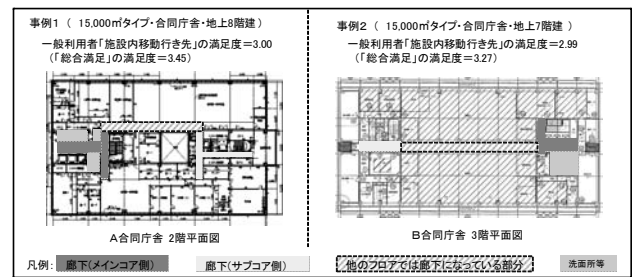 事例1（ 15,000㎡タイプ・合同庁舎・地上8階建）
一般利用者「施設内移動行き先」の満足度＝3.00
（「総合満足」の満足度＝3.45）
A合同庁舎 2階平面図
事例2（ 15,000㎡タイプ・合同庁舎・地上7階建 ）
一般利用者「施設内移動行き先」の満足度＝2.99
（「総合満足」の満足度＝3.27）
B合同庁舎 3階平面図
凡例： 廊下（メインコア側） 廊下（サブコア側） 他のフロアでは廊下になっている部分 洗面所等